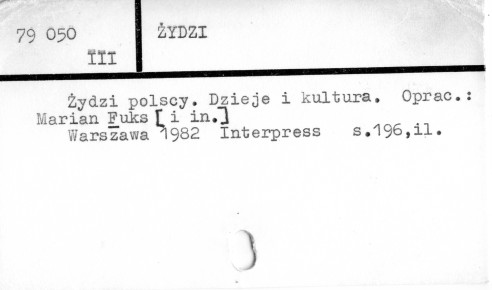 79 050
III
ŻYDZI
Żydzi polscy. Dzieje i kultura. Oprac.:
Marian Fuks [i in.]
Warszawa 1982 Interpress s.196,il.